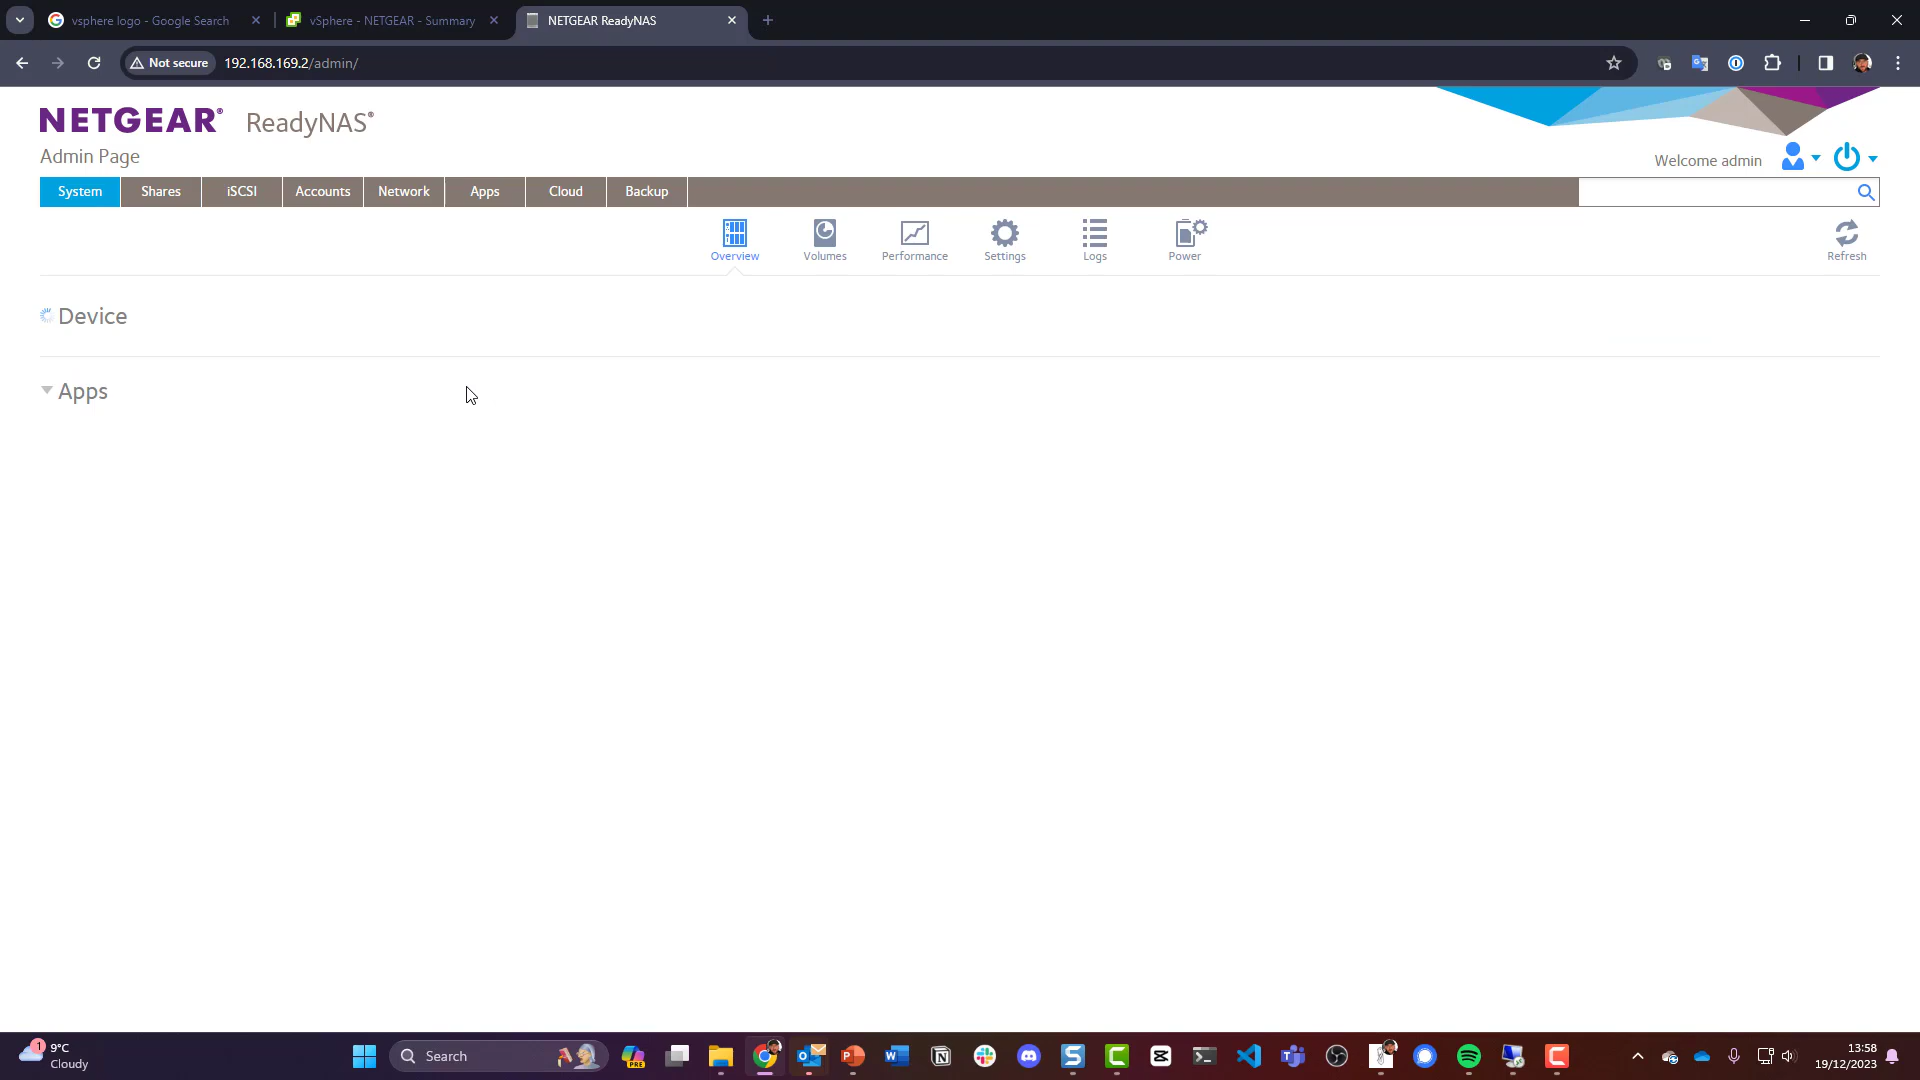 vsphere logo - Google Search
vSphere - NETGEAR - Summary
NETGEAR ReadyNAS
Not secure
192.168.169.2/admin/
NETGEAR® ReadyNAS®
Admin Page
Welcome admin
System
Shares
iSCSI
Accounts
Network
Apps
Cloud
Backup
Overview
Volumes
Performance
Settings
Logs
Power
Refresh
Device
Apps
1
9°C
Cloudy
Search
PRE
13:58
19/12/2023